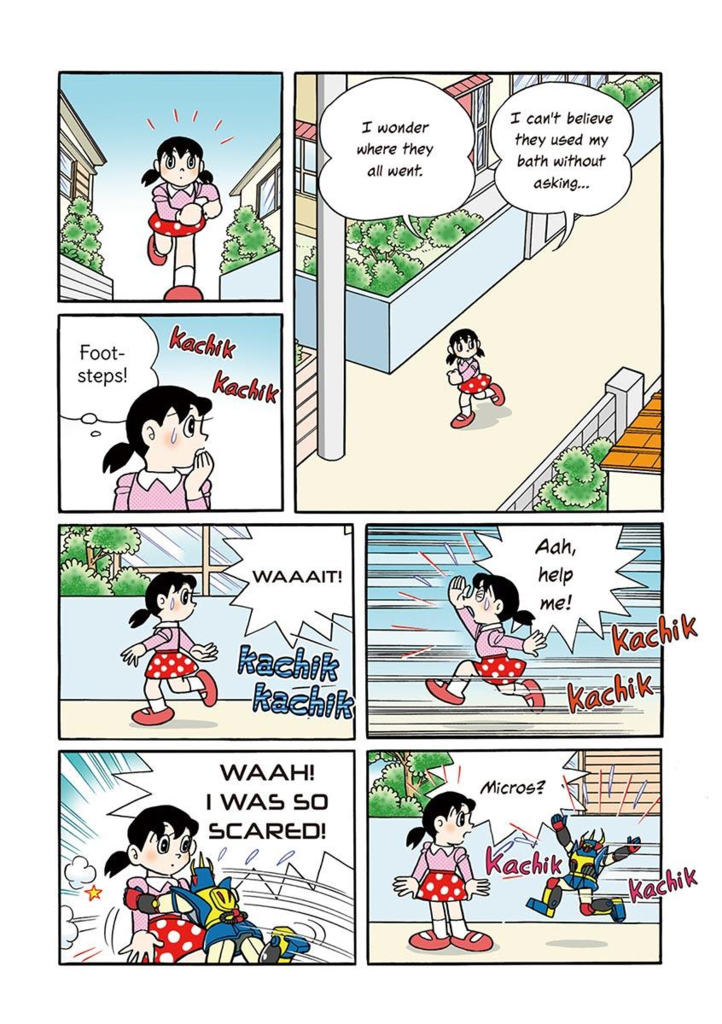 I can't believe
they used my
bath without
asking...
I wonder
where they
all went.
Foot-
steps!
Kachik
Kachik
Aah,
help
me!
Kachik
Kachik
WAAAIT!
Kachik
Kachik
Micros?
Kachik
Kachik
WAAH!
I WAS SO
SCARED!